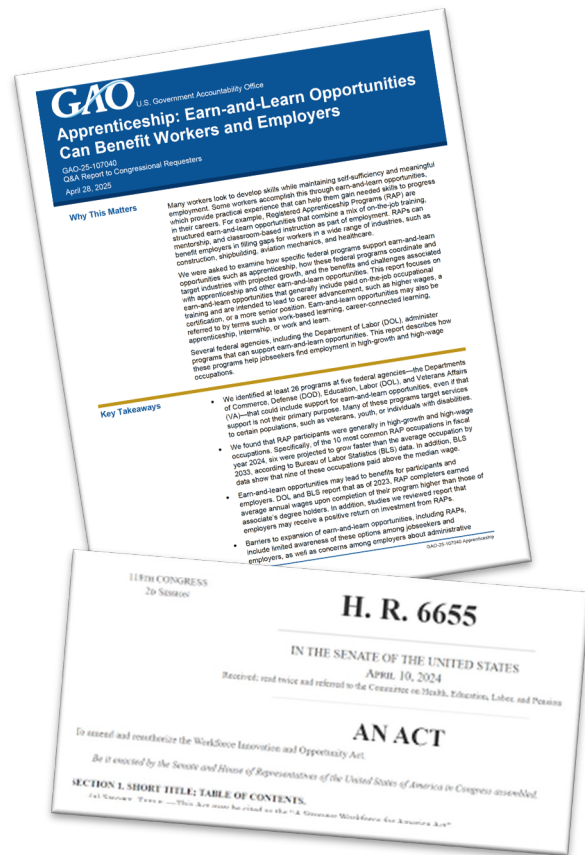 GAO U.S. Government Accountability Office
Apprenticeship: Earn-and-Learn Opportunities
Can Benefit Workers and Employers
GAO-25-107040
Q&A Report to Congressional Requesters
April 28, 2025
Why This Matters
Many workers look to develop skills while maintaining self-sufficiency and meaningful
employment. Some workers accomplish this through earn-and-learn opportunities,
which provide practical experience that can help them gain needed skills to progress
in their careers. For example, Registered Apprenticeship Programs (RAP) are
structured earn-and-learn opportunities that combine a mix of on-the-job training,
mentorship, and classroom-based instruction as part of employment. RAPs can
benefit employers in filling gaps for workers in a wide range of industries, such as
construction, shipbuilding, aviation mechanics, and healthcare.
We were asked to examine how specific federal programs support earn-and-learn
opportunities such as apprenticeship, how these federal programs coordinate and
target industries with projected growth, and the benefits and challenges associated
with apprenticeship and other earn-and-learn opportunities. This report focuses on
earn-and-learn opportunities that generally include paid on-the-job occupational
training and are intended to lead to career advancement, such as higher wages, a
certification, or a more senior position. Earn-and-learn opportunities may also be
referred to by terms such as work-based learning, career-connected learning,
apprenticeship, internship, or work and learn.
Several federal agencies, including the Department of Labor (DOL), administer
programs that can support earn-and-learn opportunities. This report describes how
these programs help jobseekers find employment in high-growth and high-wage
occupations.
Key Takeaways
• We identified at least 26 programs at five federal agencies—the Departments
of Commerce, Defense (DOD), Education, Labor (DOL), and Veterans Affairs
(VA)—that could include support for earn-and-learn opportunities, even if that
support is not their primary purpose. Many of these programs target services
to certain populations, such as veterans, youth, or individuals with disabilities.
• We found that RAP participants were generally in high-growth and high-wage
occupations. Specifically, of the 10 most common RAP occupations in fiscal
year 2024, six were projected to grow faster than the average occupation by
2033, according to Bureau of Labor Statistics (BLS) data. In addition, BLS
data show that nine of these occupations paid above the median wage.
• Earn-and-learn opportunities may lead to benefits for participants and
employers. DOL and BLS report that as of 2023, RAP completers earned
average annual wages upon completion of their program higher than those of
associate's degree holders. In addition, studies we reviewed report that
employers may receive a positive return on investment from RAPs.
• Barriers to expansion of earn-and-learn opportunities, including RAPs,
include limited awareness of these options among jobseekers and
employers, as well as concerns among employers about administrative
GAO-25-107040 Apprenticeship
118TH CONGRESS
2D SESSION
H. R. 6655
IN THE SENATE OF THE UNITED STATES
APRIL 10, 2024
Received; read twice and referred to the Committee on Health, Education, Labor, and Pensions
AN ACT
To amend and reauthorize the Workforce Innovation and Opportunity Act.
Be it enacted by the Senate and House of Representatives of the United States of America in Congress assembled,
SECTION 1. SHORT TITLE; TABLE OF CONTENTS.
(a) SHORT TITLE.—This Act may be cited as the "A Stronger Workforce for America Act"